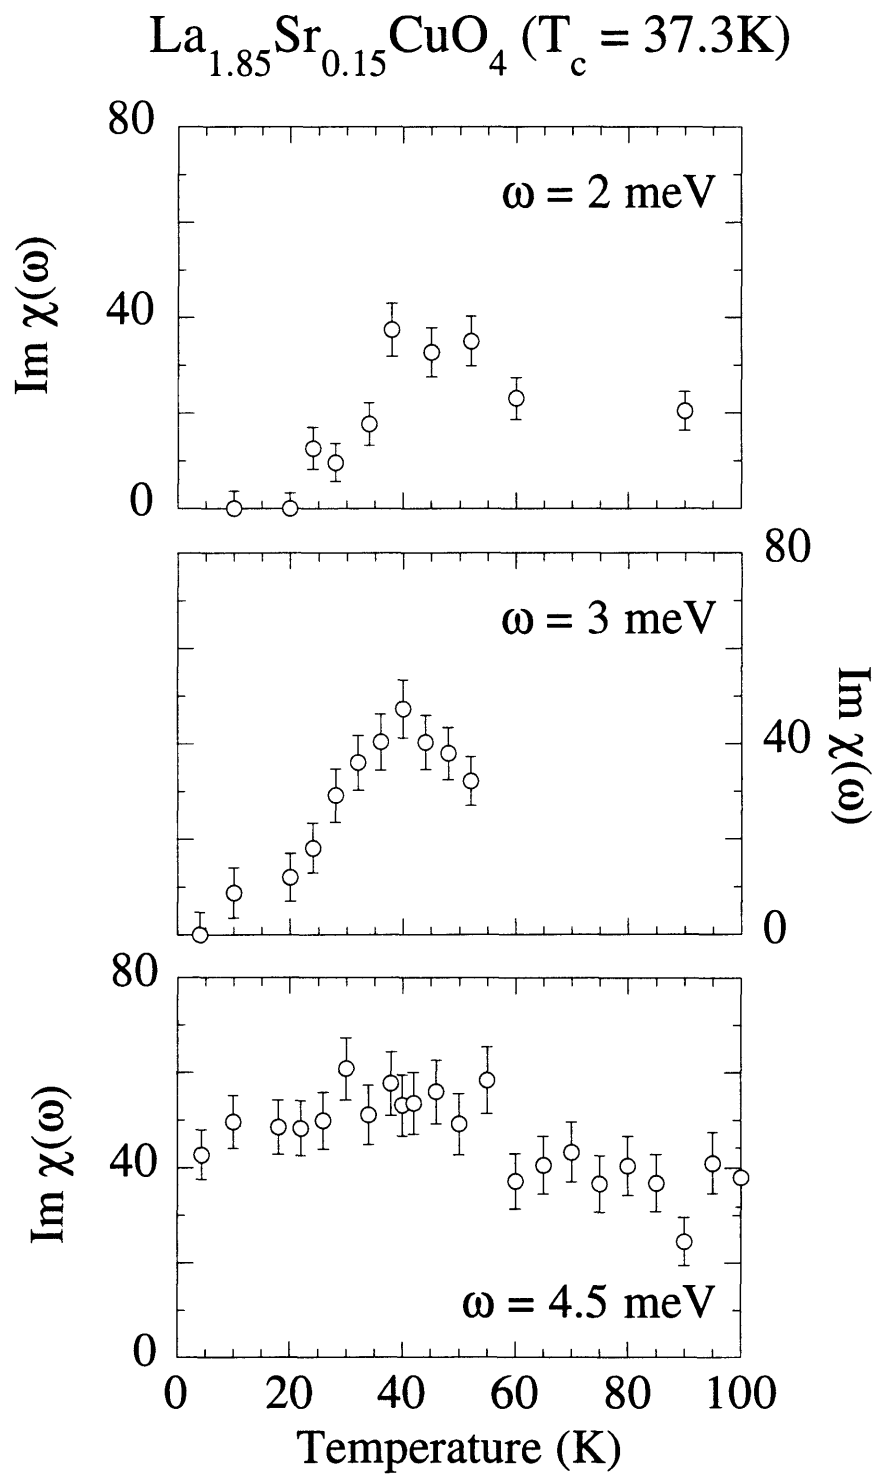 La1.85Sr0.15CuO4 (Tc = 37.3K)
80
ω = 2 meV
Im χ(ω)
40
0
80
ω = 3 meV
Im χ(ω)
40
0
80
Im χ(ω)
40
ω = 4.5 meV
0
0 20 40 60 80 100
Temperature (K)